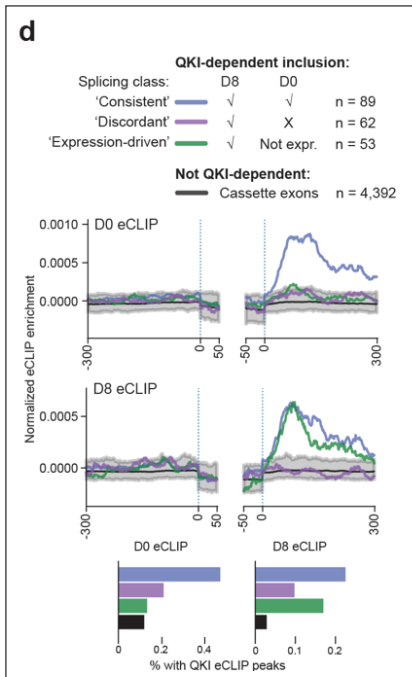 d
QKI-dependent inclusion:
Splicing class: D8 D0
'Consistent' √ √ n = 89
'Discordant' √ X n = 62
'Expression-driven' √ Not expr. n = 53
Not QKI-dependent:
Cassette exons n = 4,392
Normalized eCLIP enrichment
D0 eCLIP
0.0010
0.0005
0.0000
-300 0 50 -50 0 300
D8 eCLIP
0.0005
0.0000
-300 0 50 -50 0 300
D0 eCLIP D8 eCLIP
0 0.2 0.4 0 0.1 0.2
% with QKI eCLIP peaks